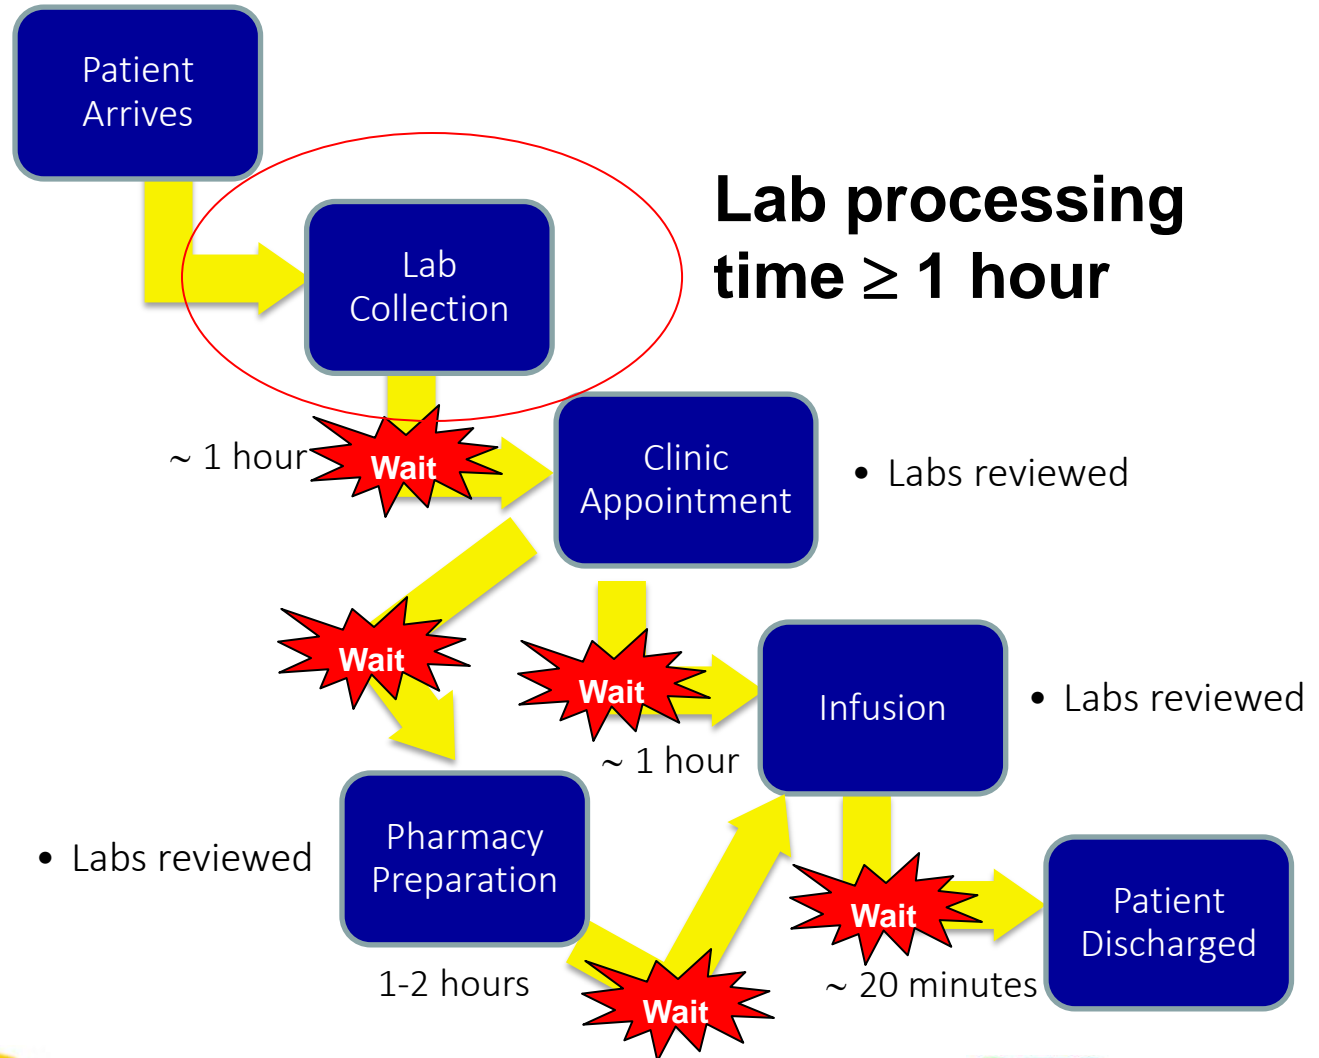 Patient
Arrives
Lab processing
time ≥ 1 hour
Lab
Collection
~ 1 hour
Wait
Clinic
Appointment
• Labs reviewed
Wait
Wait
~ 1 hour
Infusion
• Labs reviewed
• Labs reviewed
Pharmacy
Preparation
1-2 hours
Wait
Wait
~ 20 minutes
Patient
Discharged